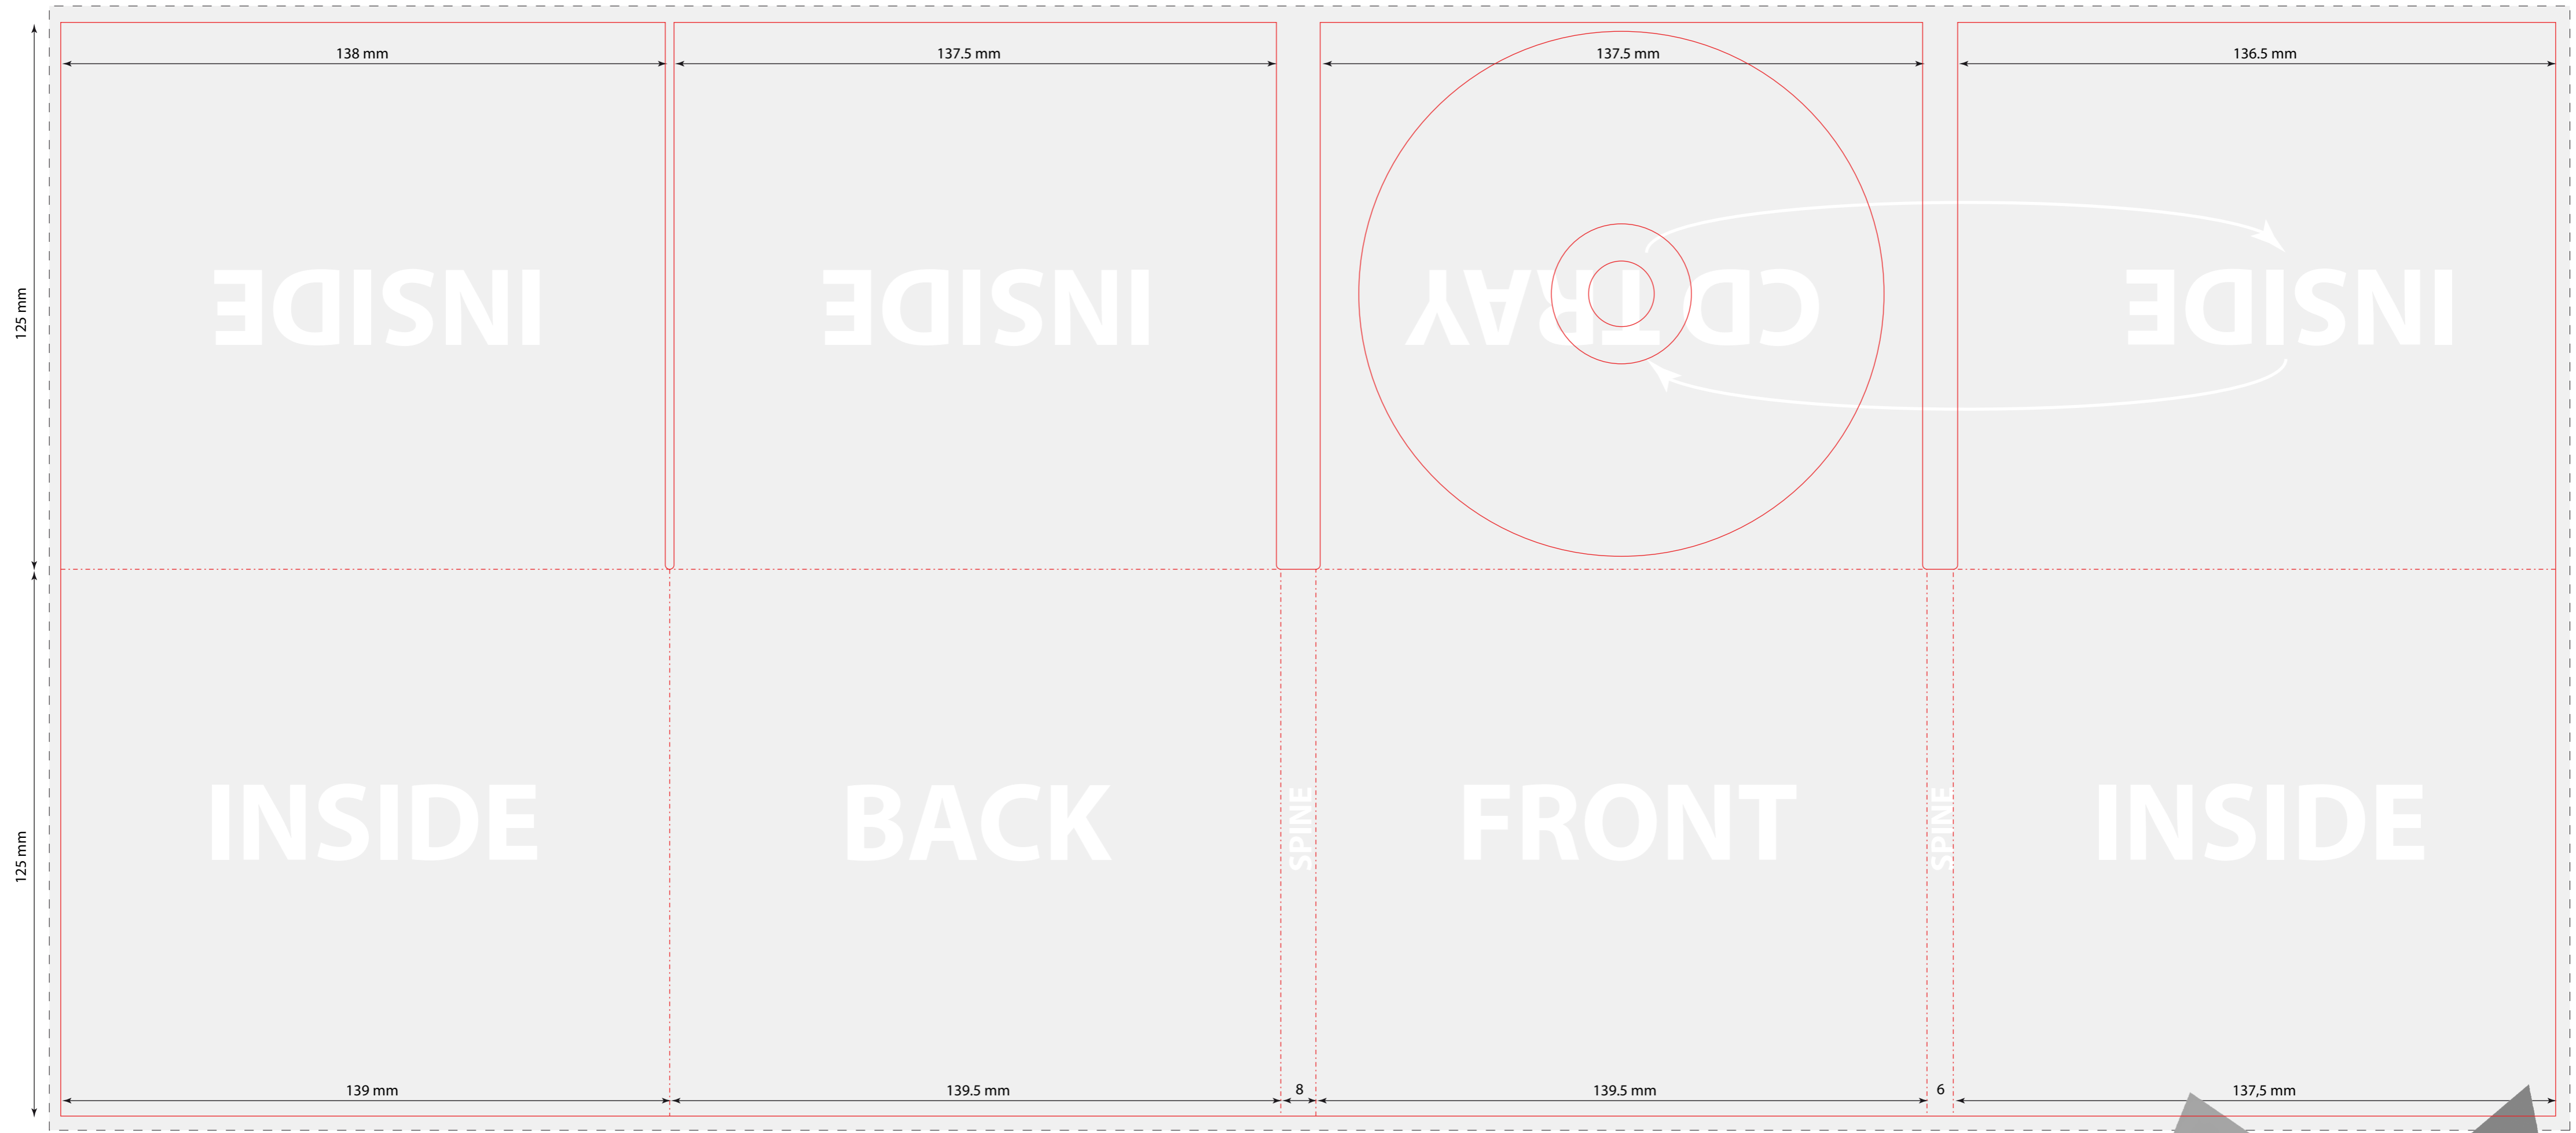 138 mm
137.5 mm
137.5 mm
136.5 mm
125 mm
INSIDE
INSIDE
CD TRAY
INSIDE
125 mm
INSIDE
BACK
SPINE
FRONT
SPINE
INSIDE
139 mm
139.5 mm
8
139.5 mm
6
137,5 mm